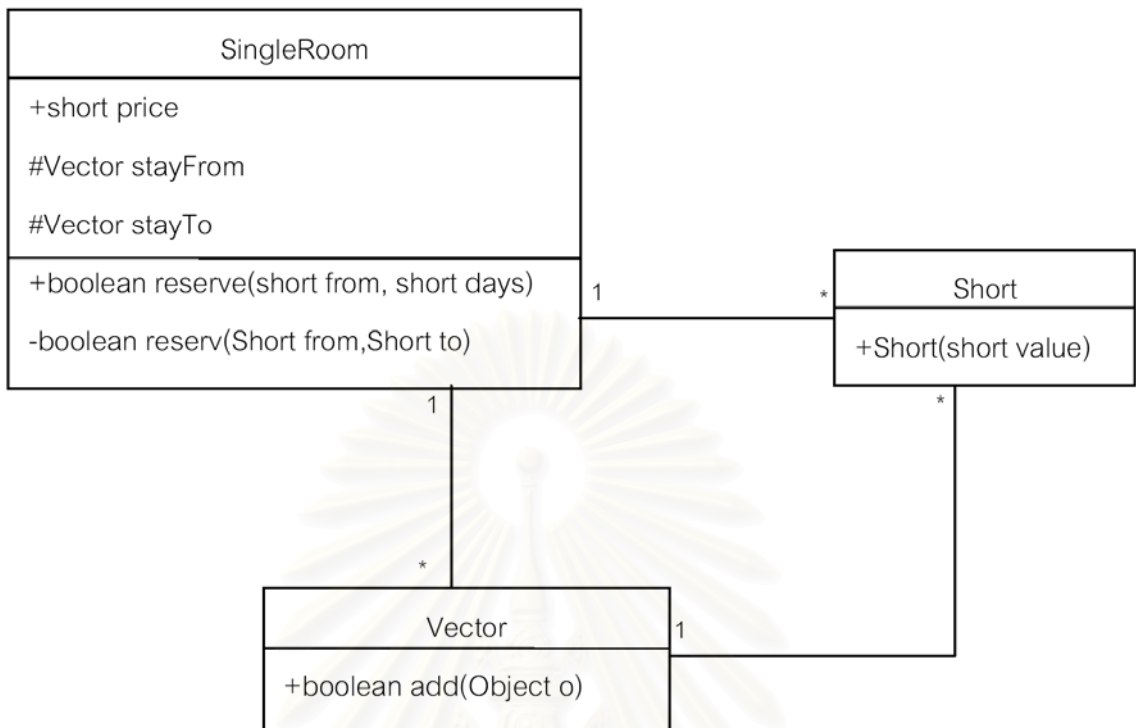 SingleRoom
+short price
#Vector stayFrom
#Vector stayTo
+boolean reserve(short from, short days)
-boolean reserv(Short from,Short to)
1
*
Short
+Short(short value)
1
*
*
1
Vector
+boolean add(Object o)